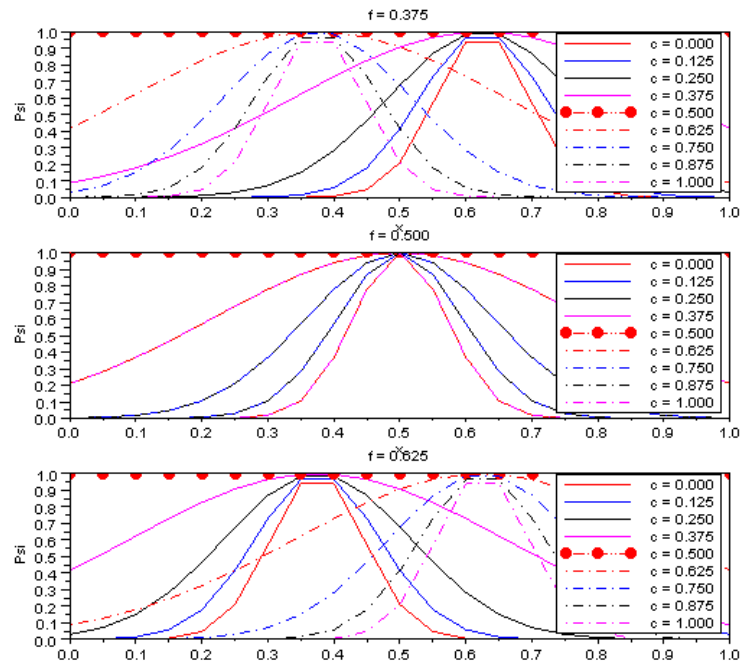 f = 0.375
Psi
1.0
0.9
0.8
0.7
0.6
0.5
0.4
0.3
0.2
0.1
0.0
0.0 0.1 0.2 0.3 0.4 0.5 0.6 0.7 0.8 0.9 1.0
x
c = 0.000
c = 0.125
c = 0.250
c = 0.375
c = 0.500
c = 0.625
c = 0.750
c = 0.875
c = 1.000
f = 0.500
Psi
1.0
0.9
0.8
0.7
0.6
0.5
0.4
0.3
0.2
0.1
0.0
0.0 0.1 0.2 0.3 0.4 0.5 0.6 0.7 0.8 0.9 1.0
x
c = 0.000
c = 0.125
c = 0.250
c = 0.375
c = 0.500
c = 0.625
c = 0.750
c = 0.875
c = 1.000
f = 0.625
Psi
1.0
0.9
0.8
0.7
0.6
0.5
0.4
0.3
0.2
0.1
0.0
0.0 0.1 0.2 0.3 0.4 0.5 0.6 0.7 0.8 0.9 1.0
c = 0.000
c = 0.125
c = 0.250
c = 0.375
c = 0.500
c = 0.625
c = 0.750
c = 0.875
c = 1.000